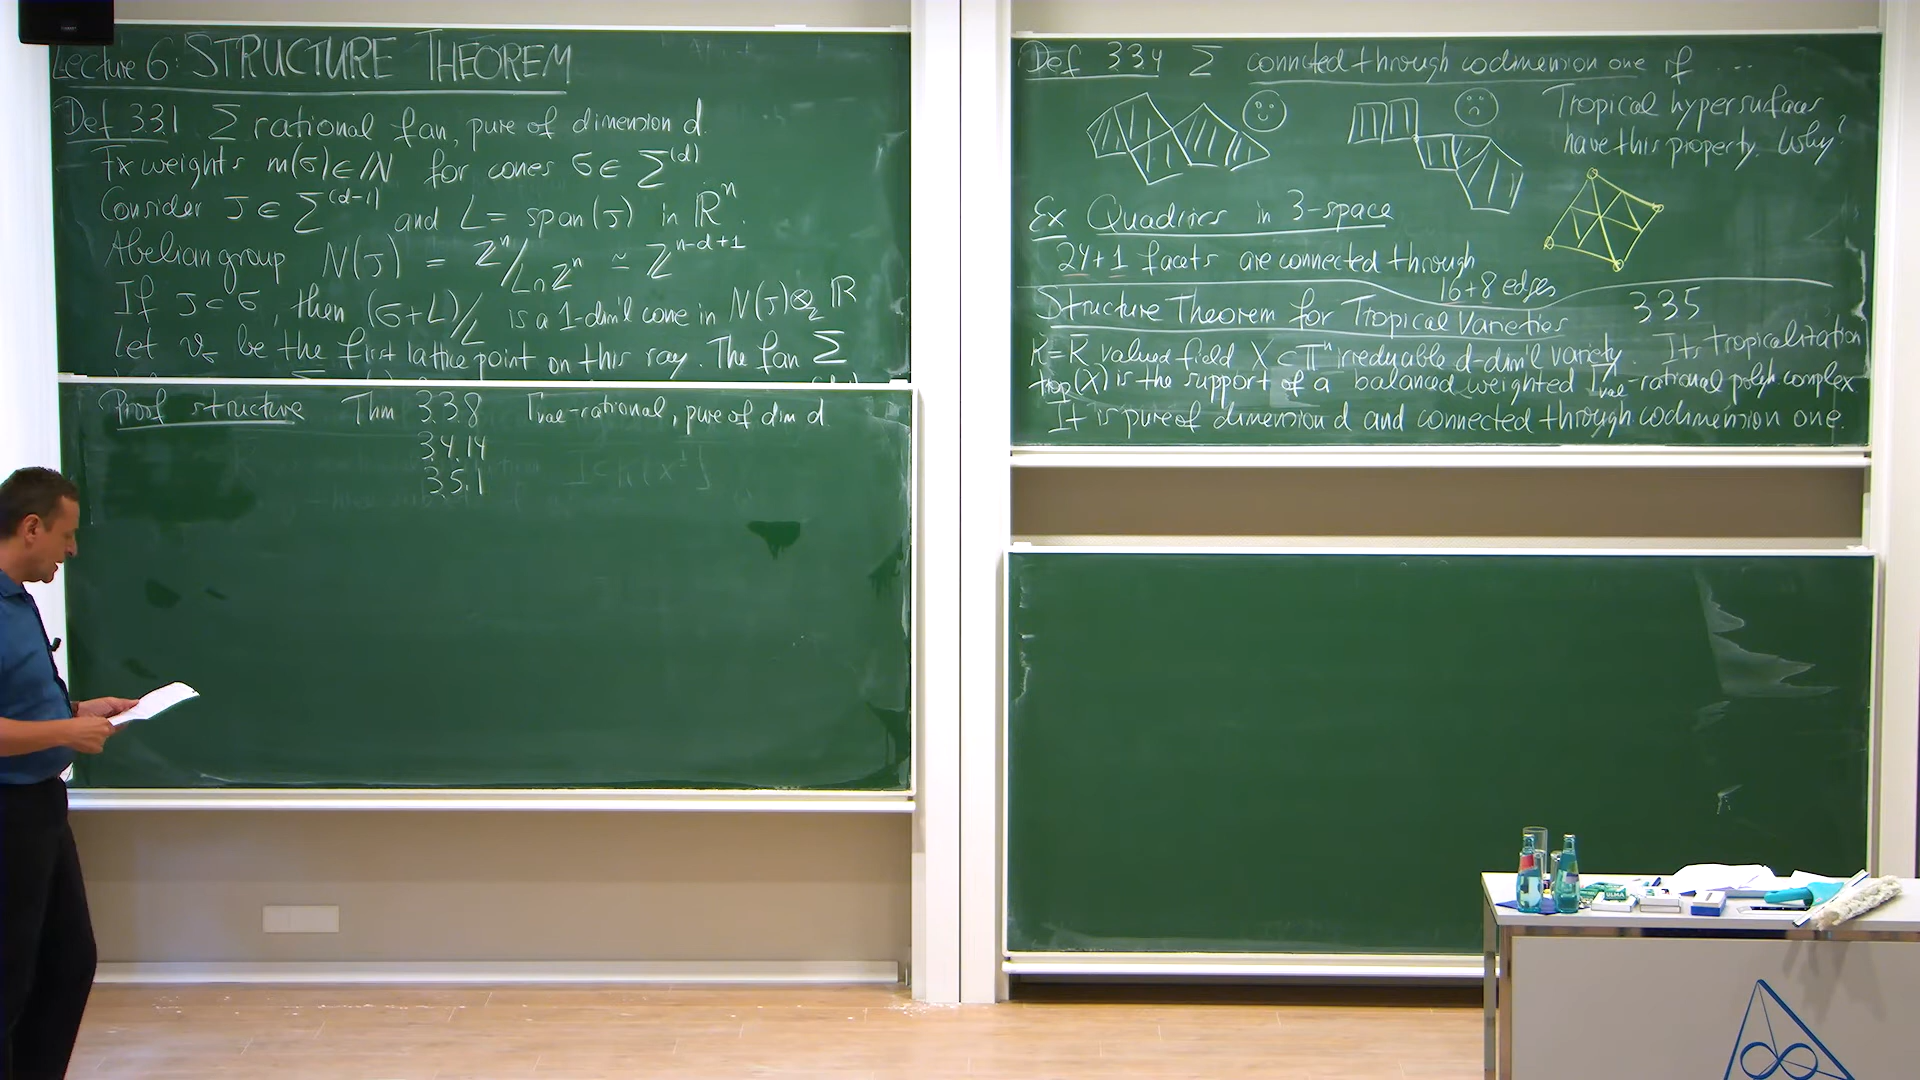 Lecture 6: STRUCTURE THEOREM
Def 3.3.1 Σ rational fan, pure of dimension d.
Fix weights m(σ) ∈ ℕ for cones σ ∈ Σ^(d)
Consider τ ∈ Σ^(d-1) and L = span(τ) in ℝ^n.
Abelian group N(τ) = ℤ^n/L∩ℤ^n ≃ ℤ^{n-d+1}
If τ ⊂ σ, then (σ+L)/L is a 1-dim'l cone in N(τ)⊗_ℤ ℝ
Let v_σ be the first lattice point on this ray. The fan Σ
Proof structure Thm 3.3.8 Γval-rational, pure of dim d
3.4.14
3.5.1
Def 3.3.4 Σ connected through codimension one if ...
Tropical hypersurfaces
have this property. Why?
Ex Quadrics in 3-space
24+1 facets are connected through
16+8 edges
Structure Theorem for Tropical Varieties 3.3.5
K=K̄ valued field X ⊂ 𝕋^n irreducible d-dim'l variety. Its tropicalization
trop(X) is the support of a balanced weighted Γval-rational polyh complex
It is pure of dimension d and connected through codimension one.